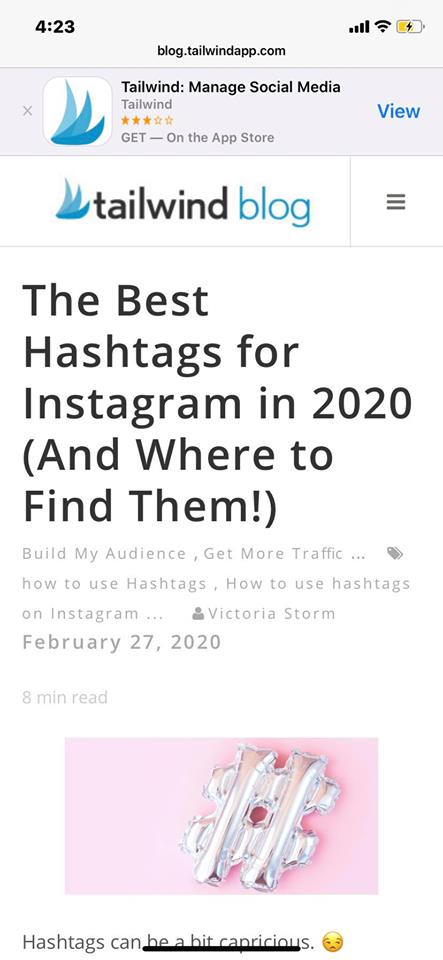 4:23
blog.tailwindapp.com
Tailwind: Manage Social Media
Tailwind
GET — On the App Store
View
tailwind blog
The Best
Hashtags for
Instagram in 2020
(And Where to
Find Them!)
Build My Audience , Get More Traffic ...
how to use Hashtags , How to use hashtags
on Instagram ... Victoria Storm
February 27, 2020
8 min read
Hashtags can be a bit capricious. 😒